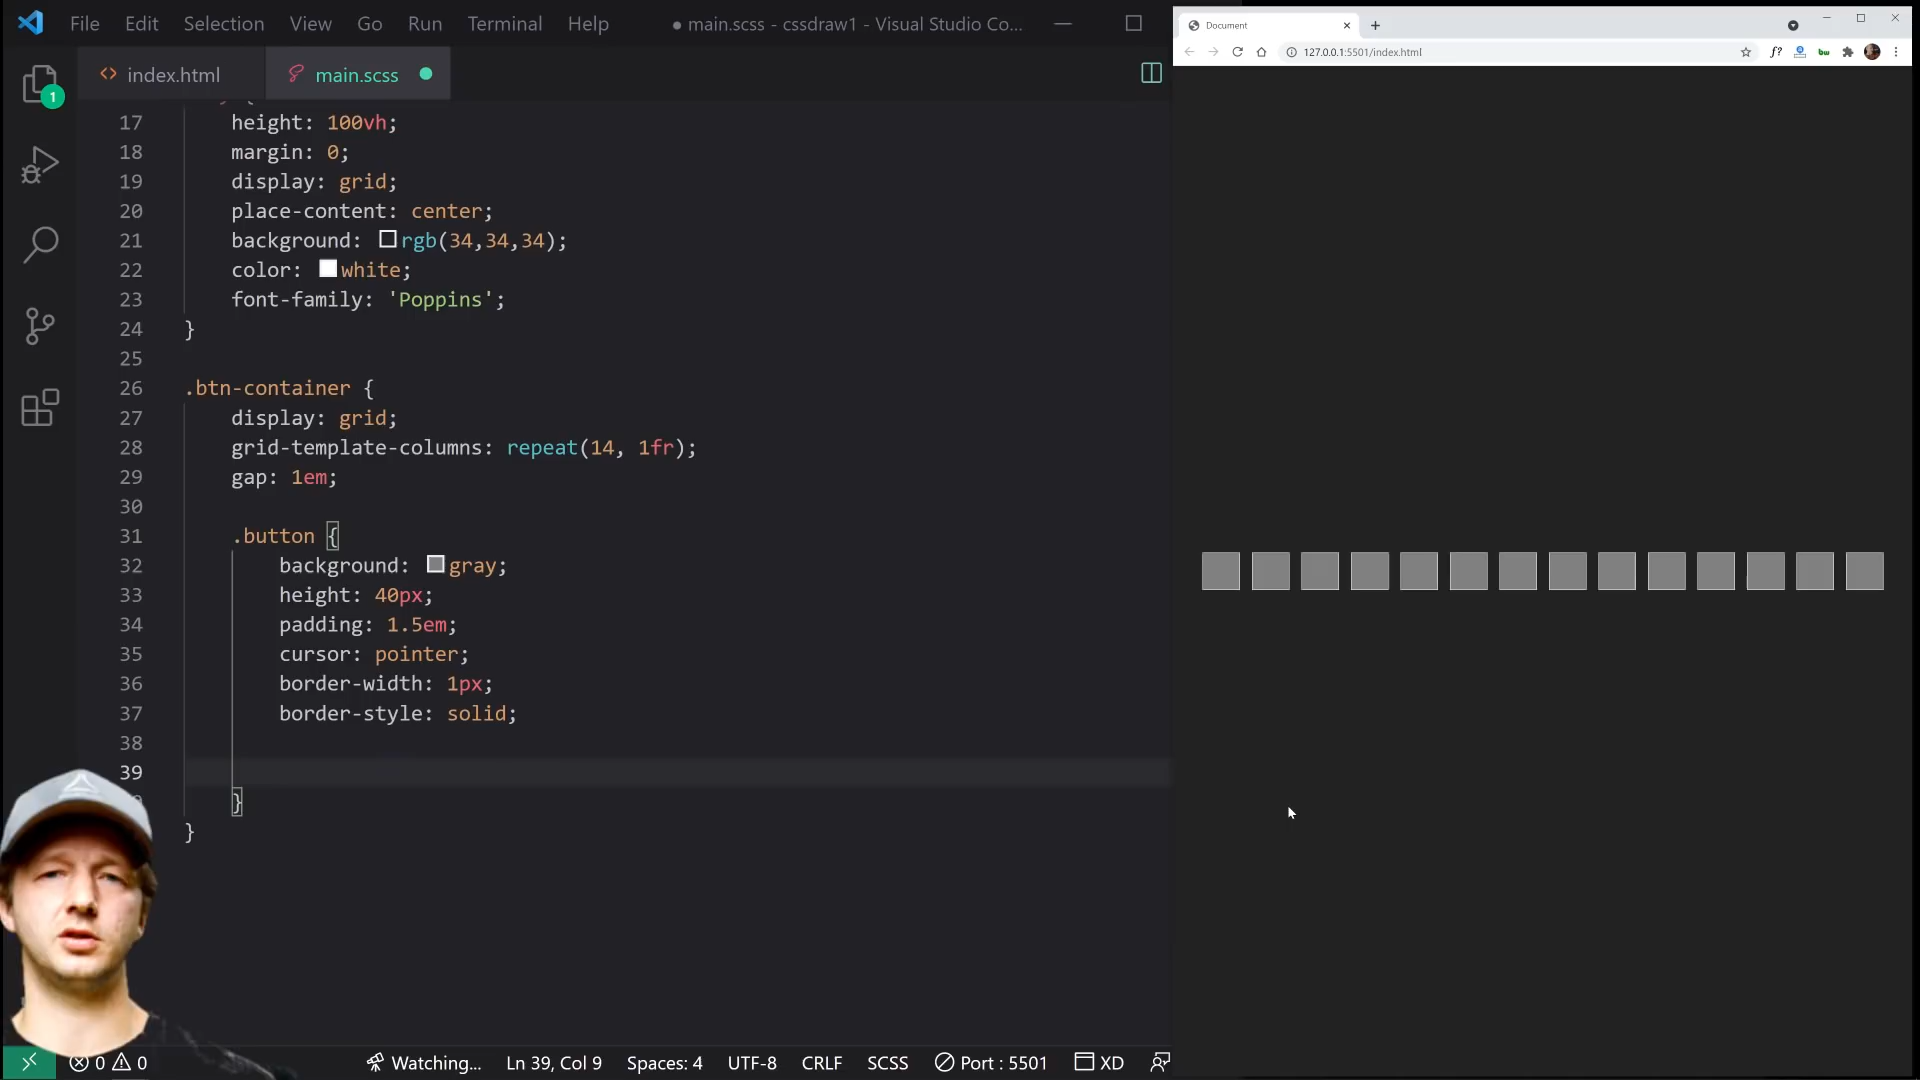 File Edit Selection View Go Run Terminal Help ● main.scss - cssdraw1 - Visual Studio Co...
Document
127.0.0.1:5501/index.html
f?
bw
1
index.html
main.scss
17 height: 100vh;
18 margin: 0;
19 display: grid;
20 place-content: center;
21 background: rgb(34,34,34);
22 color: white;
23 font-family: 'Poppins';
24 }
25
26 .btn-container {
27 display: grid;
28 grid-template-columns: repeat(14, 1fr);
29 gap: 1em;
30
31 .button {
32 background: gray;
33 height: 40px;
34 padding: 1.5em;
35 cursor: pointer;
36 border-width: 1px;
37 border-style: solid;
38
39
}
}
0 0 Watching... Ln 39, Col 9 Spaces: 4 UTF-8 CRLF SCSS Port : 5501 XD